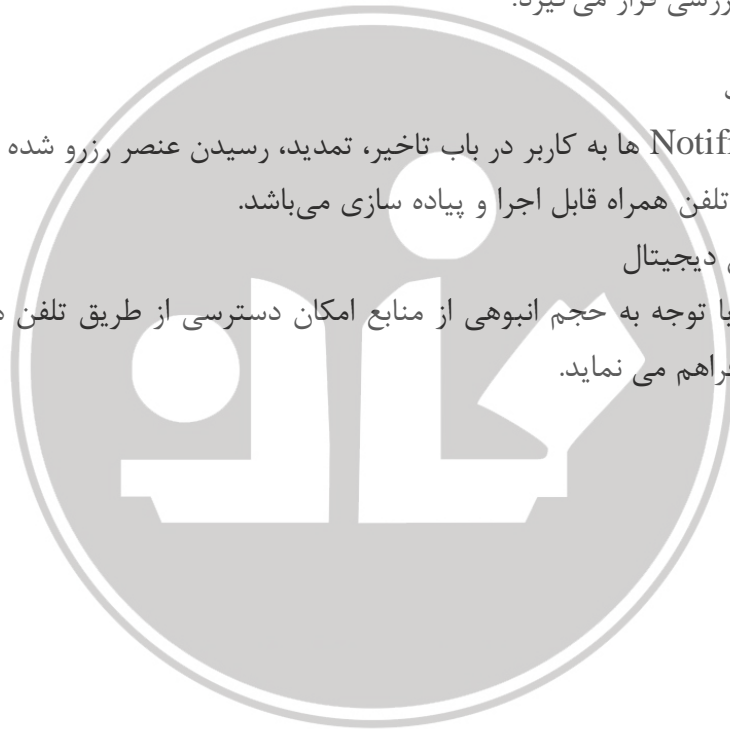 قرار می گیرد.
Notifi ها به کاربر در باب تاخیر، تمدید، رسیدن عنصر رزرو شده
تلفن همراه قابل اجرا و پیاده سازی می‌باشد.
دیجیتال
با توجه به حجم انبوهی از منابع امکان دسترسی از طریق تلفن
فراهم می نماید.